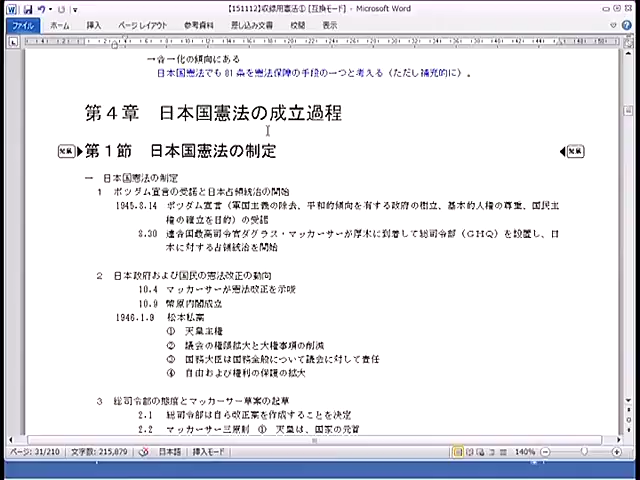 [151112]収録用憲法① [互換モード] - Microsoft Word
ファイル ホーム 挿入 ページ レイアウト 参考資料 差し込み文書 校閲 表示
→合一化の傾向にある
日本国憲法でも 81 条を憲法保障の手段の一つと考える（ただし補充的に）。
第４章 日本国憲法の成立過程
発展 第１節 日本国憲法の制定 発展
一 日本国憲法の制定
1 ポツダム宣言の受諾と日本占領統治の開始
1945.8.14 ポツダム宣言（軍国主義の除去、平和的傾向を有する政府の樹立、基本的人権の尊重、国民主
権の確立を目的）の受諾
8.30 連合国最高司令官ダグラス・マッカーサーが厚木に到着して総司令部（ＧＨＱ）を設置し、日
本に対する占領統治を開始
2 日本政府および国民の憲法改正の動向
10.4 マッカーサーが憲法改正を示唆
10.9 幣原内閣成立
1946.1.9 松本私案
① 天皇主権
② 議会の権限拡大と大権事項の削減
③ 国務大臣は国務全般について議会に対して責任
④ 自由および権利の保護の拡大
3 総司令部の態度とマッカーサー草案の起草
2.1 総司令部は自ら改正案を作成することを決定
2.2 マッカーサー三原則 ① 天皇は、国家の元首
ページ: 31/210 文字数: 215,879 日本語 挿入モード 140%